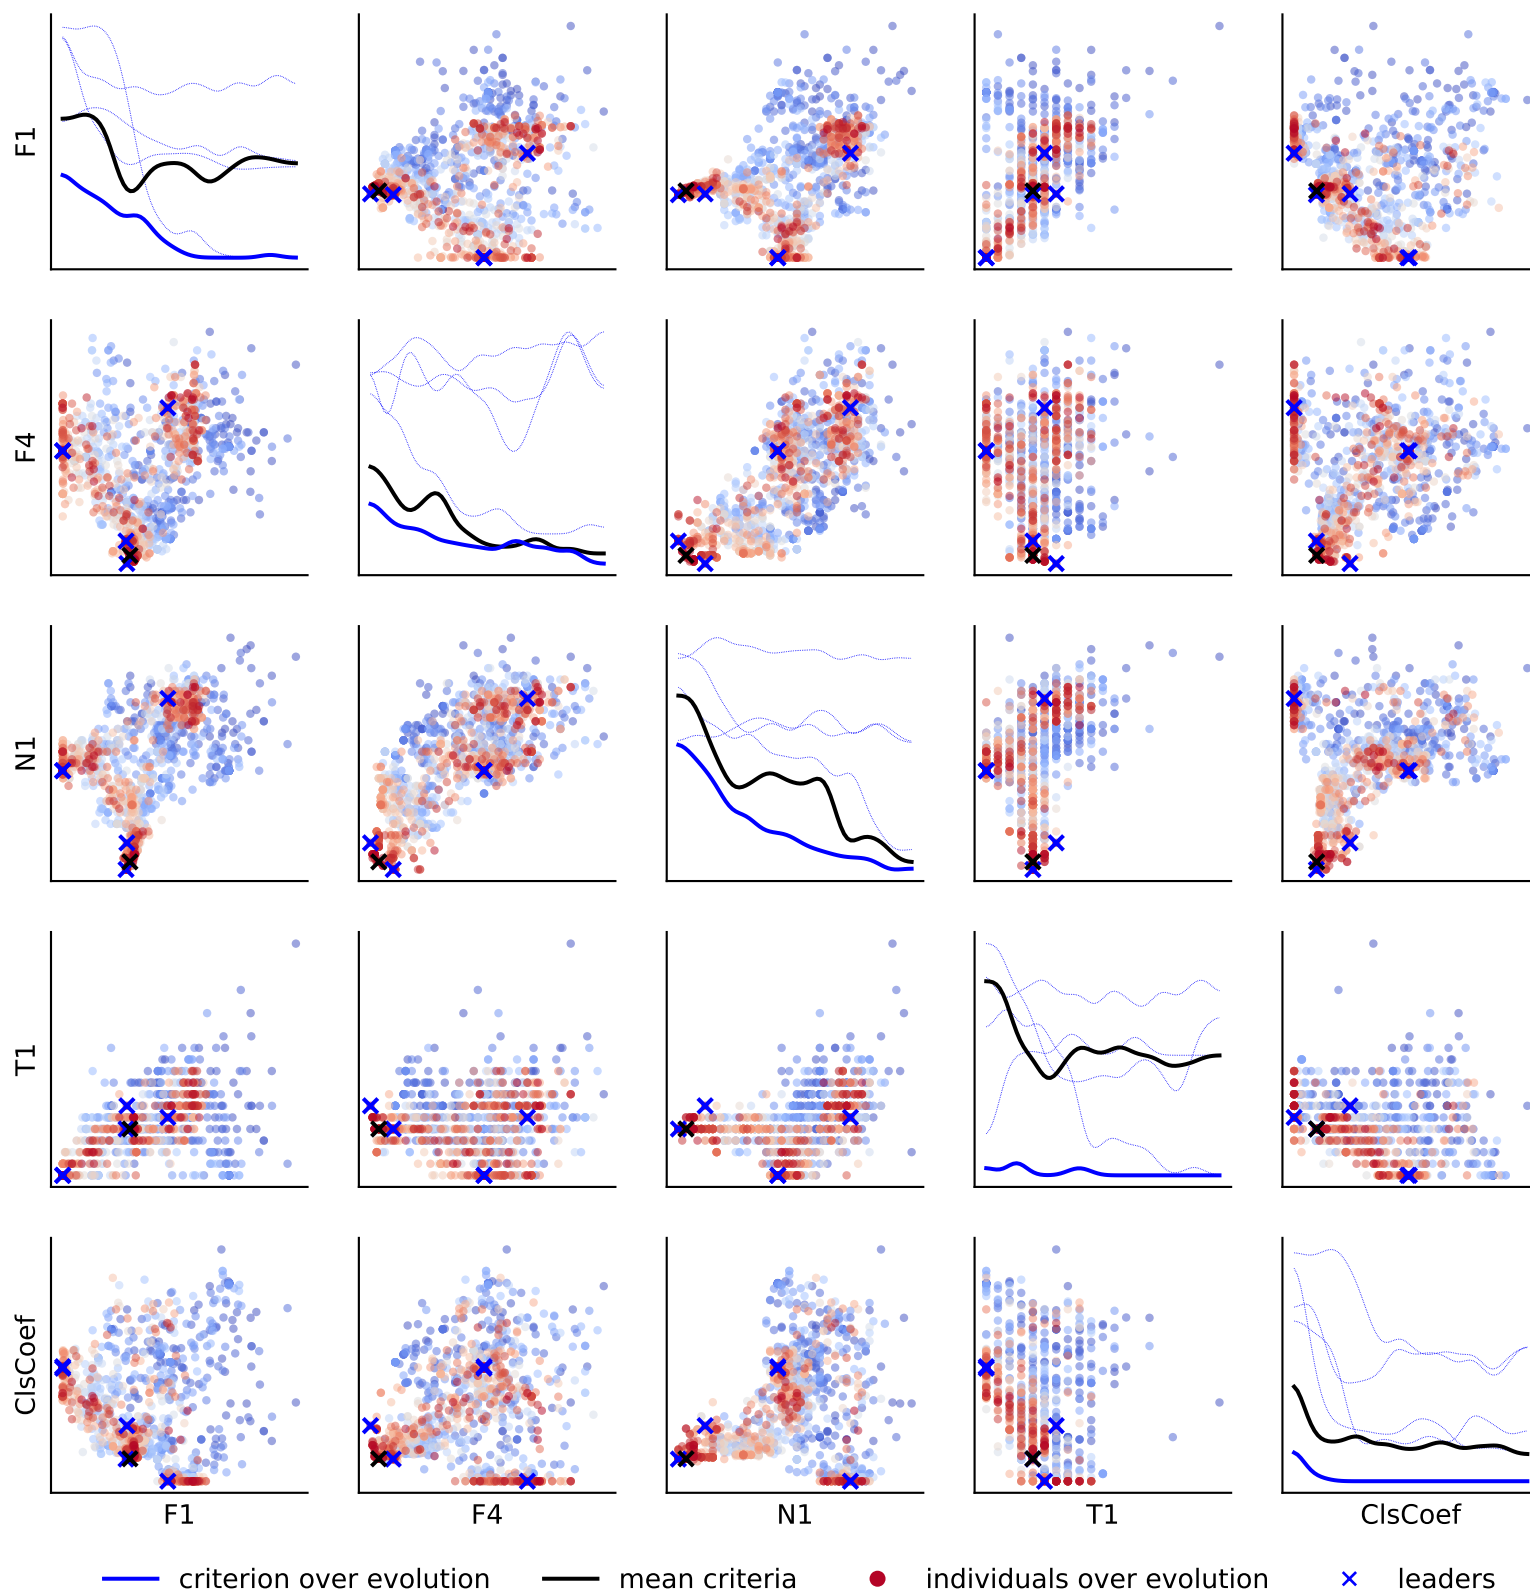 F1
F4
N1
T1
ClsCoef
F1 F4 N1 T1 ClsCoef
criterion over evolution mean criteria individuals over evolution leaders